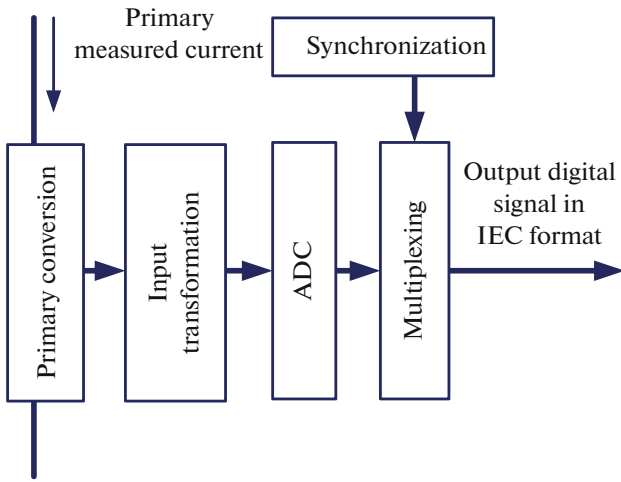 Primary
measured current
Synchronization
Primary conversion
Input
transformation
ADC
Multiplexing
Output digital
signal in
IEC format